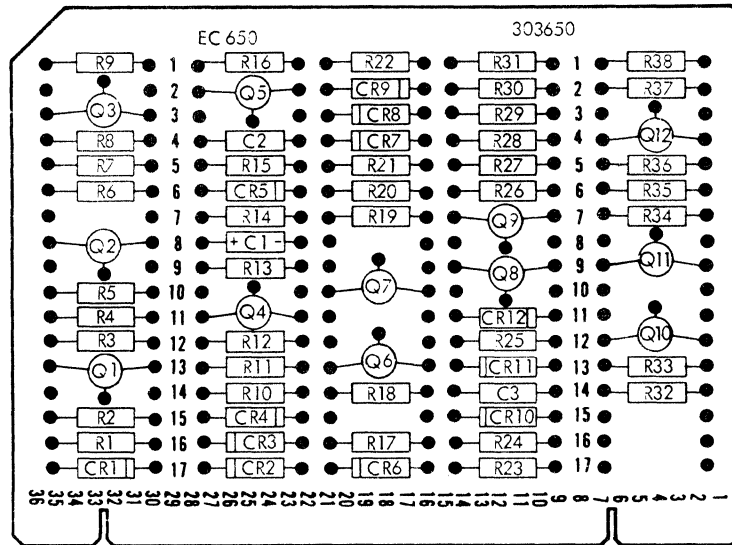 EC 650 303650
R9 1 R16 R22 R31 1 R38
2 Q5 CR9 R30 2 R37
Q3 3 CR8 R29 3
R8 4 C2 CR7 R28 4 Q12
R7 5 R15 R21 R27 5 R36
R6 6 CR5 R20 R26 6 R35
7 R14 R19 Q9 7 R34
Q2 8 + C1 - 8
9 R13 Q8 9 Q11
R5 10 Q7 10
R4 11 Q4 CR12 11
R3 12 R12 R25 12 Q10
Q1 13 R11 Q6 CR11 13 R33
14 R10 R18 C3 14 R32
R2 15 CR4 CR10 15
R1 16 CR3 R17 R24 16
CR1 17 CR2 CR6 R23 17
36 35 34 33 32 31 30 29 28 27 26 25 24 23 22 21 20 19 18 17 16 15 14 13 12 11 10 9 8 7 6 5 4 3 2 1